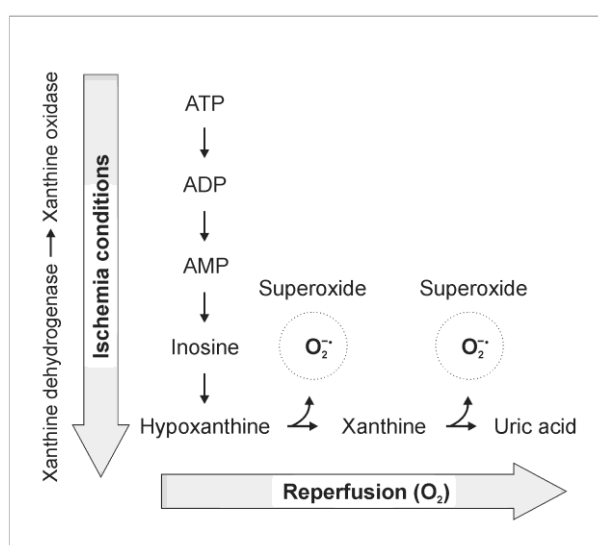 Xanthine dehydrogenase → Xanthine oxidase
Ischemia conditions
ATP
ADP
AMP
Superoxide Superoxide
Inosine O₂⁻• O₂⁻•
Hypoxanthine Xanthine Uric acid
Reperfusion (O₂)